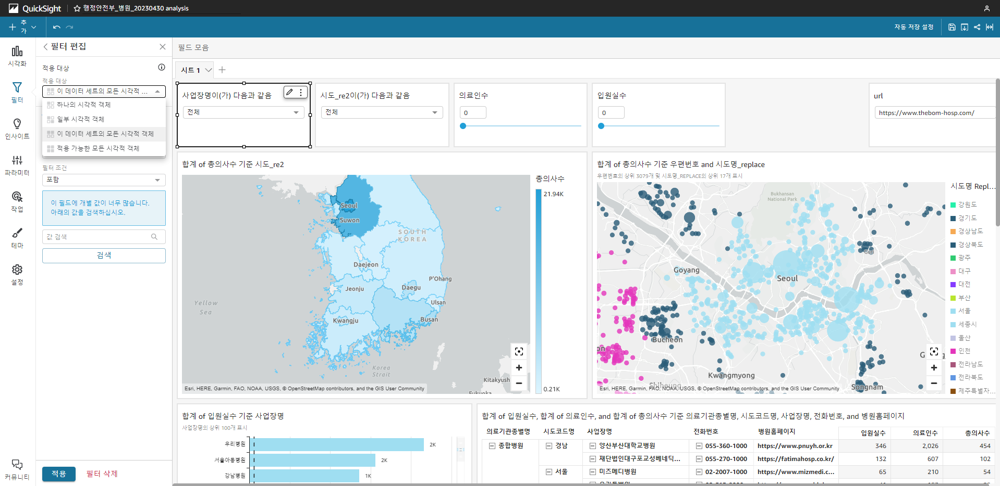 QuickSight
행정안전부_병원_20230430 analysis
추가
자동 저장 설정
시각화
필터
인사이트
파라미터
작업
테마
설정
커뮤니티
필터 편집
적용 대상
적용 대상
이 데이터 세트의 모든 시각적 ...
하나의 시각적 객체
일부 시각적 객체
이 데이터 세트의 모든 시각적 객체
적용 가능한 모든 시각적 객체
필터 조건
포함
이 필드에 개별 값이 너무 많습니다.
아래의 값을 검색하십시오.
값 검색
검색
적용
필터 삭제
필드 모음
시트 1
사업장명이(가) 다음과 같음
전체
시도_re2이(가) 다음과 같음
전체
의료인수
0
입원실수
0
url
https://www.thebom-hosp.com/
합계 of 총의사수 기준 시도_re2
Seoul
Suwon
SOUTH
KOREA
Daejeon
P'Ohang
Jeonju
Daegu
Ulsan
Yellow
Sea
Kwangju
Busan
Korea
Strait
Kitakyush
Fukuoka
Esri, HERE, Garmin, FAO, NOAA, USGS, © OpenStreetMap contributors, and the GIS User Community
총의사수
21.94K
0.21K
합계 of 총의사수 기준 우편번호 and 시도명_replace
우편번호의 상위 3079개 및 시도명_REPLACE의 상위 17개 표시
Bukhansan
National Park
Guri
Goyang
Seoul
Bucheon
on
Kwangmyong
Shiheung
Songnam
Esri, HERE, Garmin, FAO, NOAA, USGS, © OpenStreetMap contributors, and the GIS User Community
시도명 Repl...
강원도
경기도
경상남도
경상북도
광주
대구
대전
부산
서울
세종시
울산
인천
전라남도
전라북도
제주특별자...
합계 of 입원실수 기준 사업장명
사업장명의 상위 100개 표시
우리병원 2K
서울아동병원 2K
강남병원 1K
합계 of 입원실수, 합계 of 의료인수, and 합계 of 총의사수 기준 의료기관종별명, 시도코드명, 사업장명, 전화번호, and 병원홈페이지
의료기관종별명 시도코드명 사업장명 전화번호 병원홈페이지 입원실수 의료인수 총의사수
종합병원 경남 양산부산대학교병원 055-360-1000 https://www.pnuyh.or.kr 346 2,026 454
재단법인대구포교성베네딕... 055-270-1000 https://fatimahosp.co.kr/ 132 607 102
서울 미즈메디병원 02-2007-1000 https://www.mizmedi.c... 65 210 54